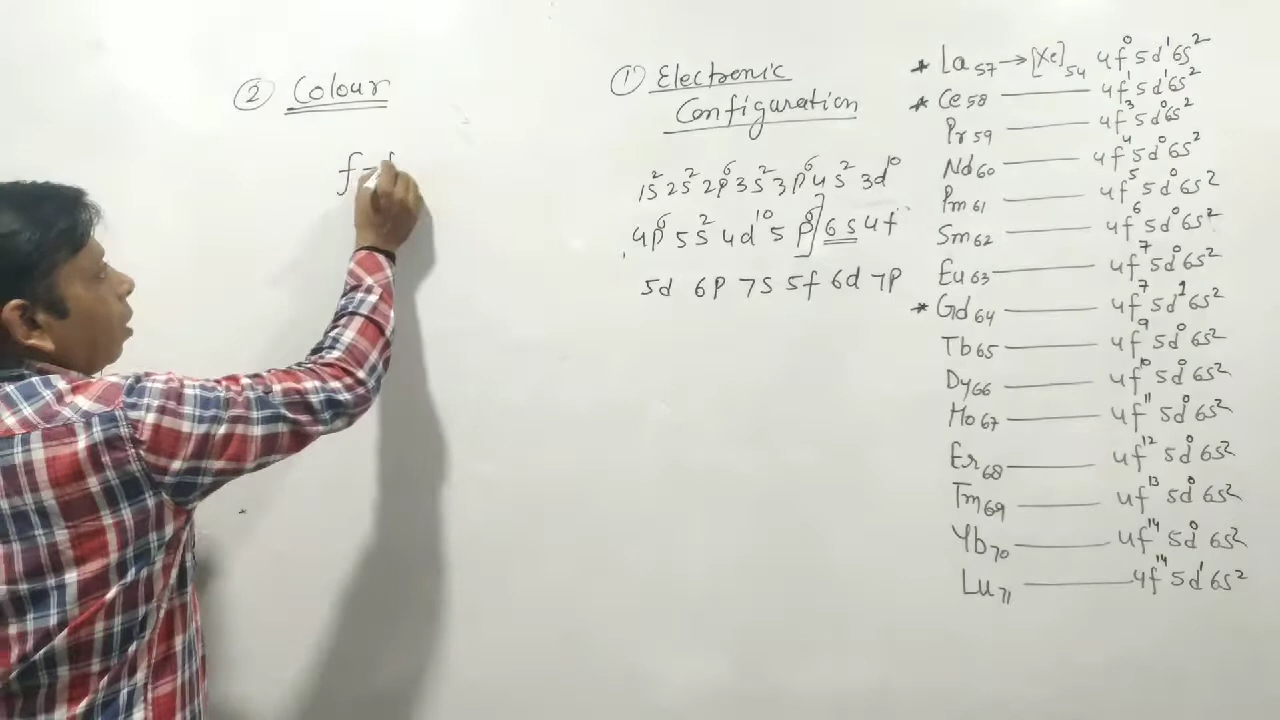 ② Colour
f-f
① Electronic
Configuration
1s² 2s² 2p⁶ 3s² 3p⁶ 4s² 3d¹⁰
4p⁶ 5s² 4d¹⁰ 5p⁶] 6s 4f
5d 6p 7s 5f 6d 7p
* La₅₇ → [Xe]₅₄ 4f⁰ 5d¹ 6s²
* Ce₅₈ — 4f¹ 5d¹ 6s²
Pr₅₉ — 4f³ 5d⁰ 6s²
Nd₆₀ — 4f⁴ 5d⁰ 6s²
Pm₆₁ — 4f⁵ 5d⁰ 6s²
Sm₆₂ — 4f⁶ 5d⁰ 6s²
Eu₆₃ — 4f⁷ 5d⁰ 6s²
* Gd₆₄ — 4f⁷ 5d¹ 6s²
Tb₆₅ — 4f⁹ 5d⁰ 6s²
Dy₆₆ — 4f¹⁰ 5d⁰ 6s²
Ho₆₇ — 4f¹¹ 5d⁰ 6s²
Er₆₈ — 4f¹² 5d⁰ 6s²
Tm₆₉ — 4f¹³ 5d⁰ 6s²
Yb₇₀ — 4f¹⁴ 5d⁰ 6s²
Lu₇₁ — 4f¹⁴ 5d¹ 6s²